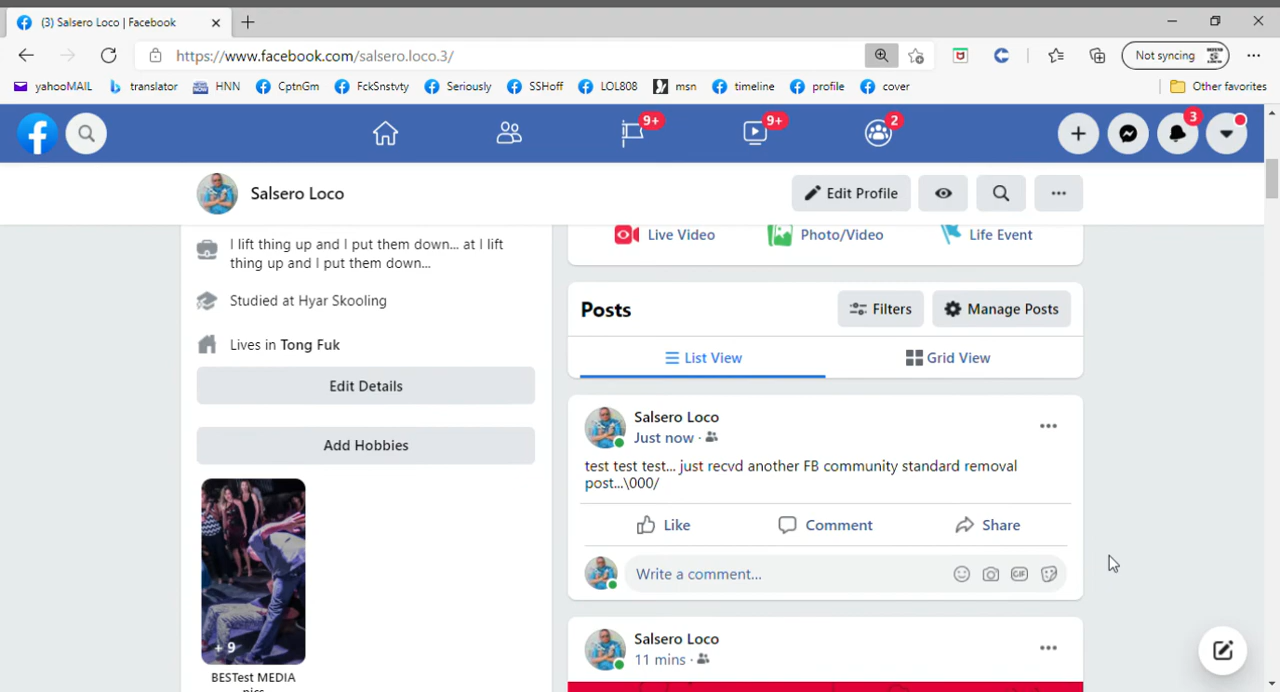 (3) Salsero Loco | Facebook
https://www.facebook.com/salsero.loco.3/
Not syncing
yahooMAIL
translator
HNN
CptnGm
FckSnstvty
Seriously
SSHoff
LOL808
msn
timeline
profile
cover
Other favorites
9+
9+
2
3
Salsero Loco
Edit Profile
I lift thing up and I put them down... at I lift
thing up and I put them down...
Studied at Hyar Skooling
Lives in Tong Fuk
Edit Details
Add Hobbies
+ 9
BESTest MEDIA
Live Video
Photo/Video
Life Event
Posts
Filters
Manage Posts
List View
Grid View
Salsero Loco
Just now ·
test test test... just recvd another FB community standard removal
post...\000/
Like
Comment
Share
Write a comment...
GIF
Salsero Loco
11 mins ·